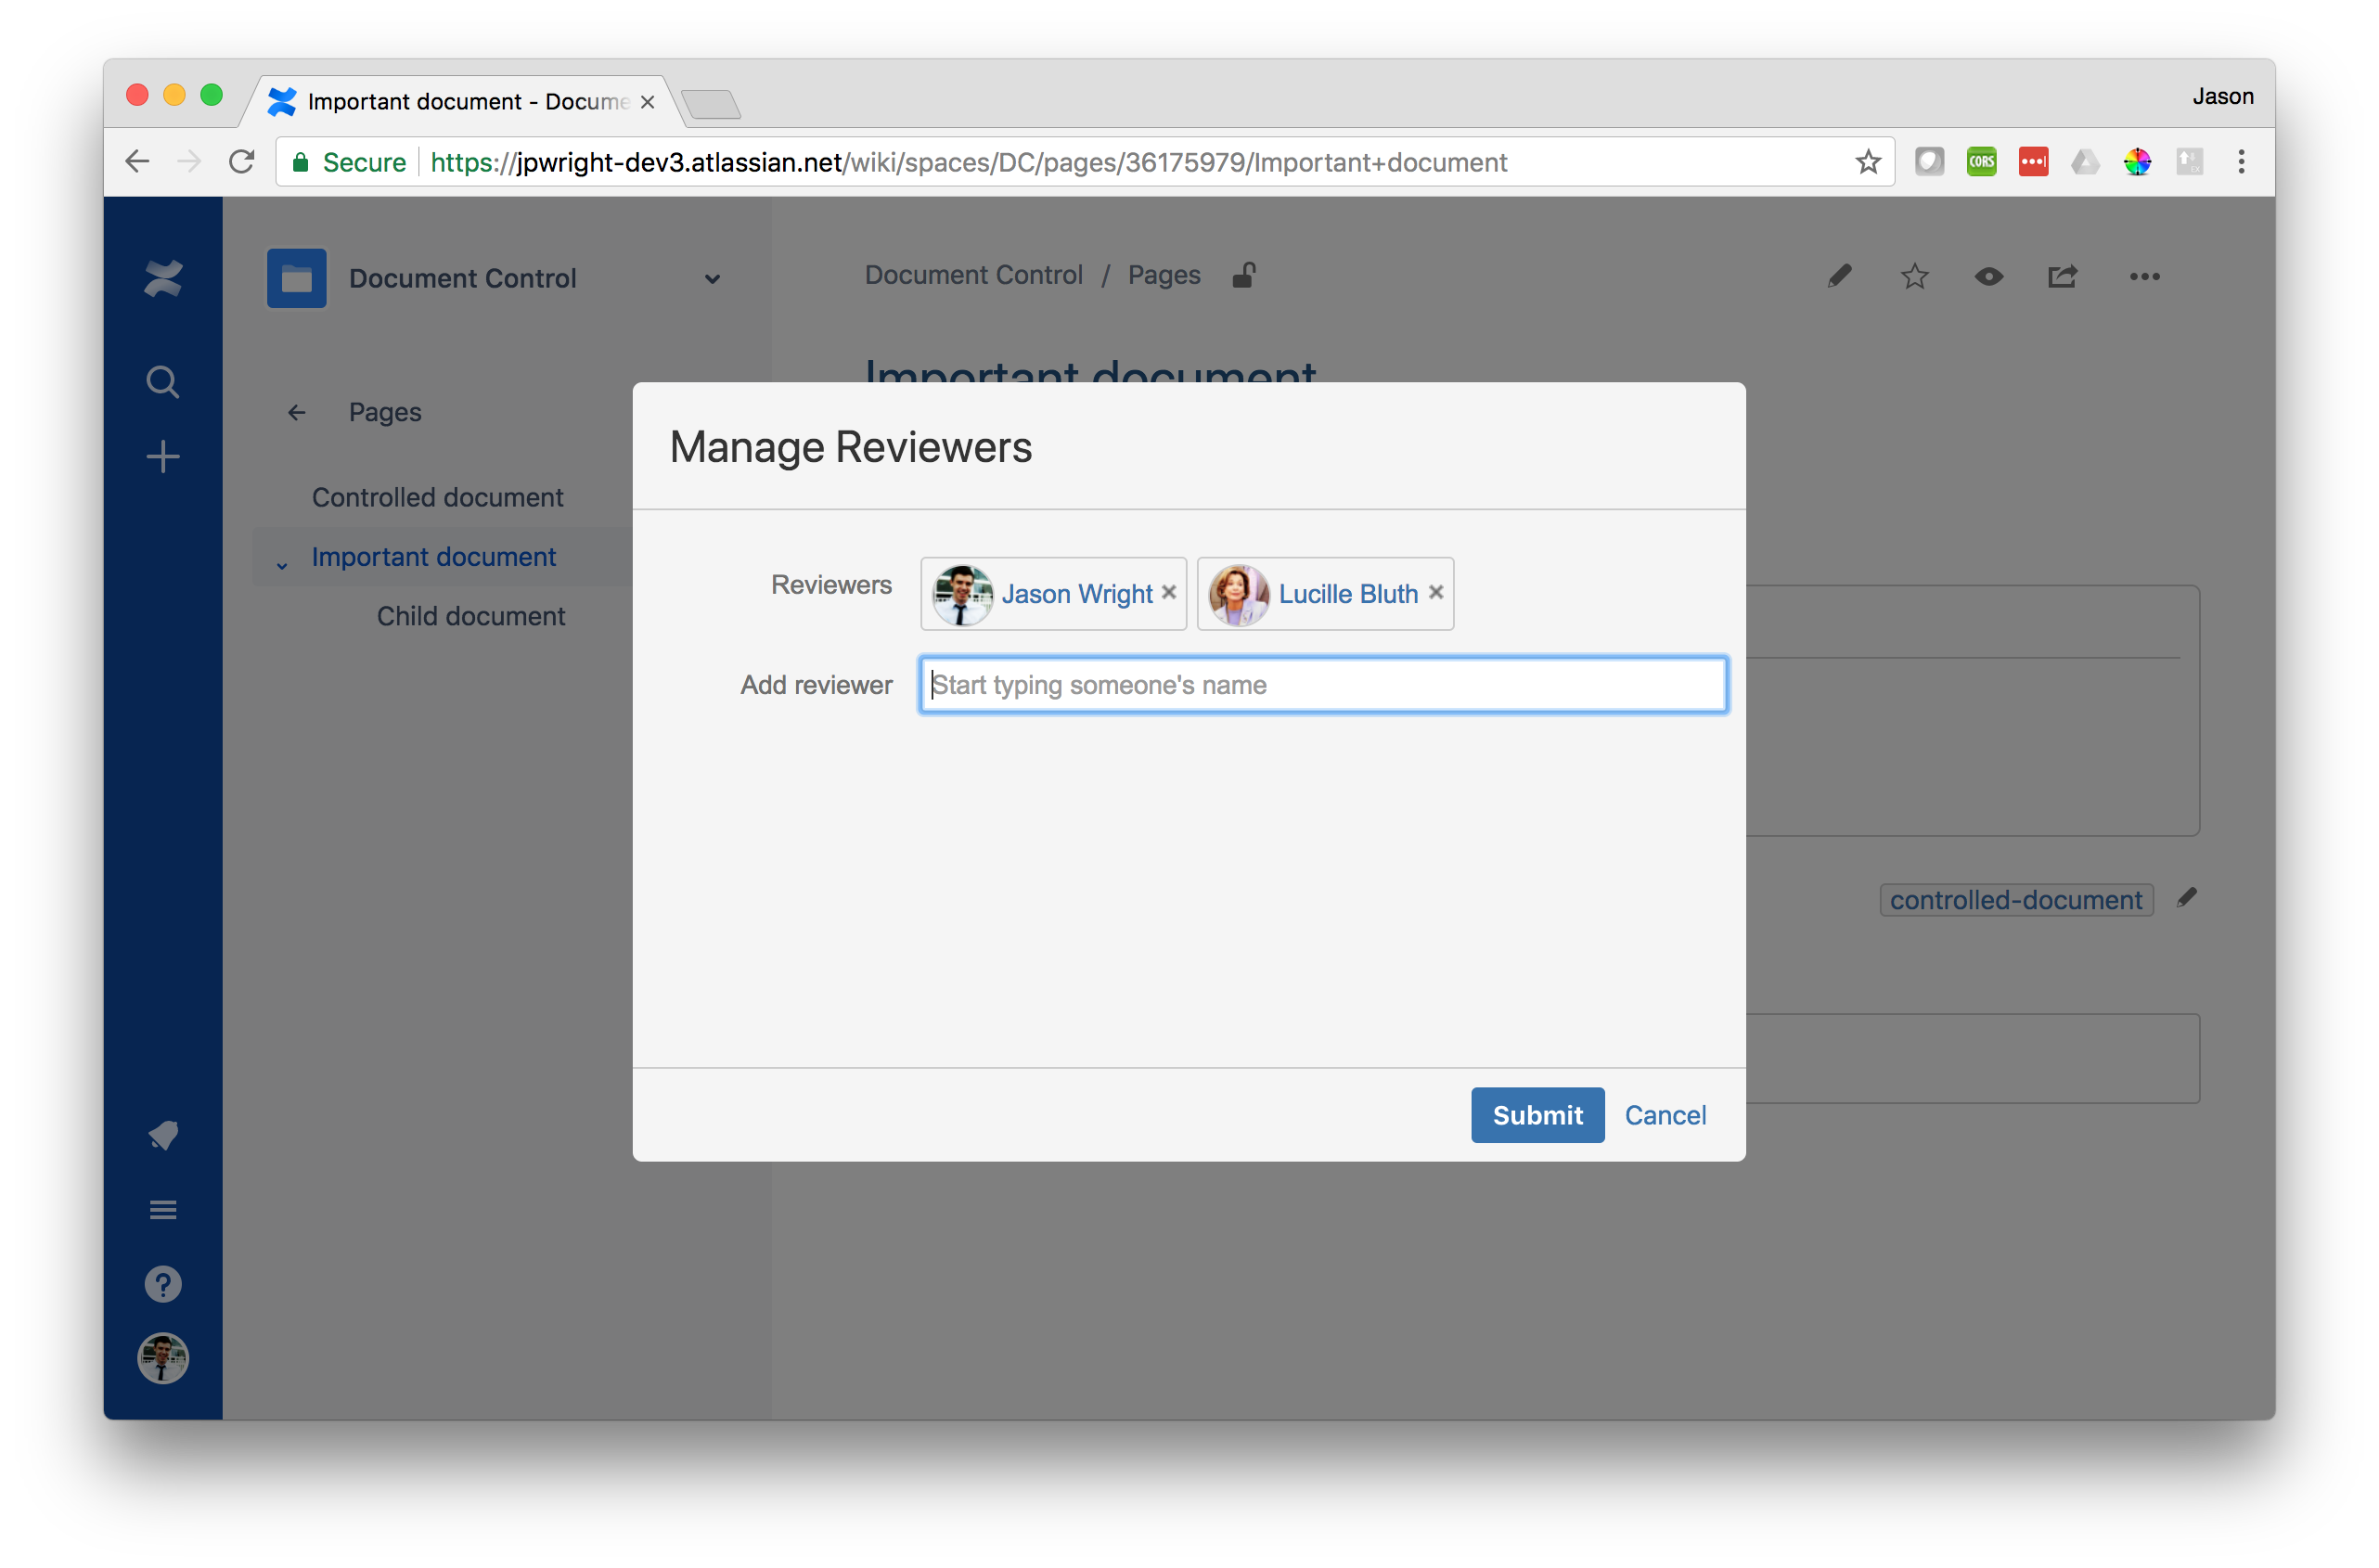 Important document - Docume
Jason
Secure https://jpwright-dev3.atlassian.net/wiki/spaces/DC/pages/36175979/Important+document
CORS
Document Control
Document Control / Pages
Important document
Pages
Controlled document
Important document
Child document
Manage Reviewers
Reviewers
Jason Wright
Lucille Bluth
Add reviewer
Start typing someone's name
controlled-document
Submit
Cancel